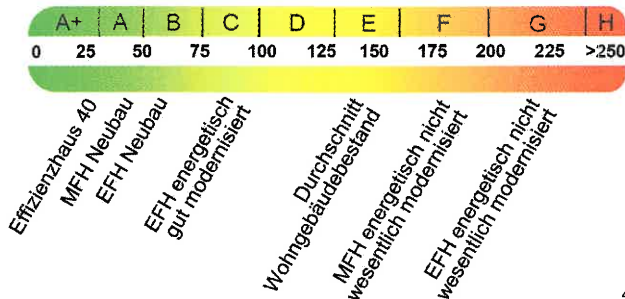 A+ A B C D E F G H
0 25 50 75 100 125 150 175 200 225 >250
Effizienzhaus 40
MFH Neubau
EFH Neubau
EFH energetisch
gut modernisiert
Durchschnitt
Wohngebäudebestand
MFH energetisch nicht
wesentlich modernisiert
EFH energetisch nicht
wesentlich modernisiert